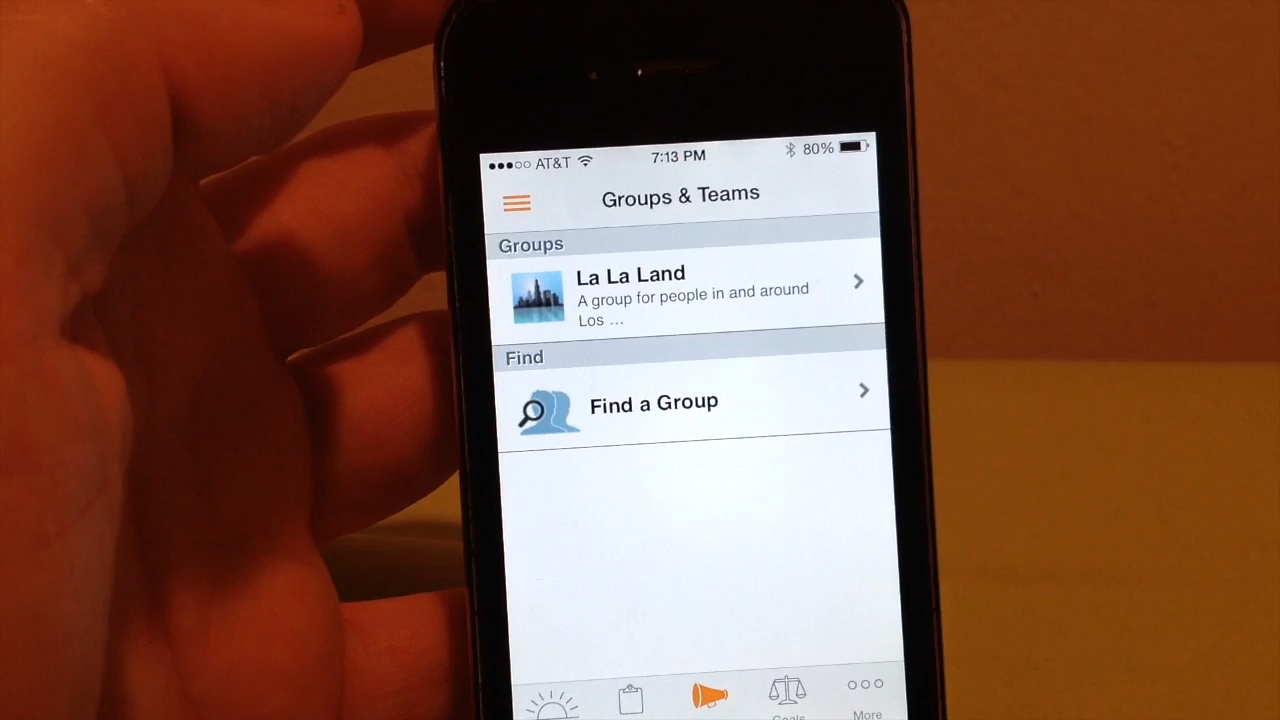 AT&T 7:13 PM 80%
Groups & Teams
Groups
La La Land
A group for people in and around
Los ...
Find
Find a Group
Goals More